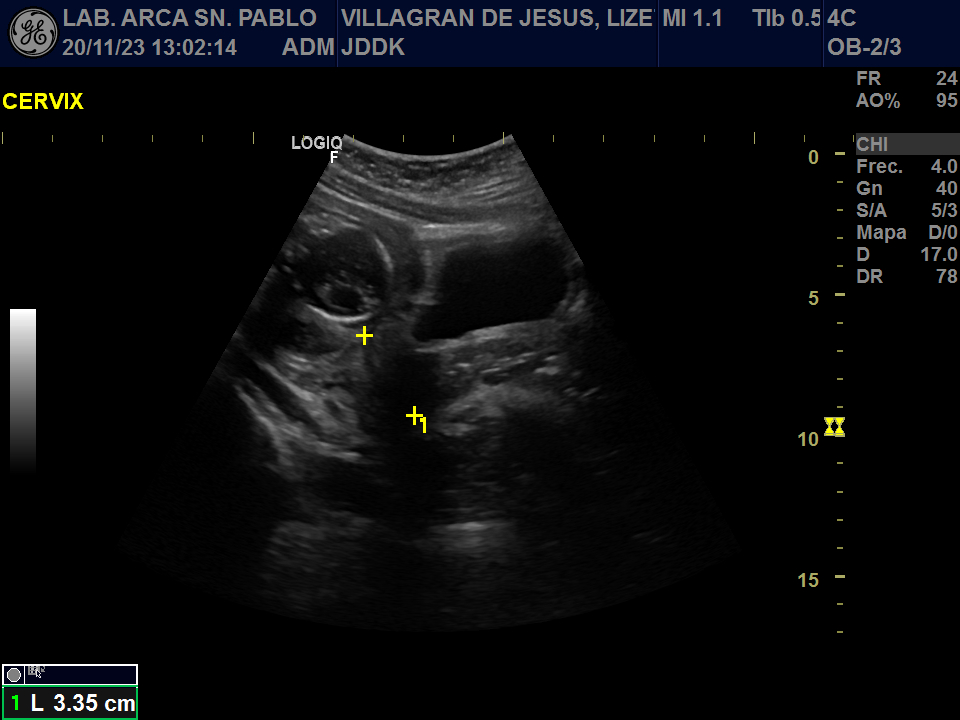 LAB. ARCA SN. PABLO VILLAGRAN DE JESUS, LIZE MI 1.1 TIb 0.5 4C
20/11/23 13:02:14 ADM JDDK OB-2/3
CERVIX
FR 24
AO% 95
LOGIQ
F
CHI
Frec. 4.0
Gn 40
S/A 5/3
Mapa D/0
D 17.0
DR 78
0
5
10
15
1
1 L 3.35 cm